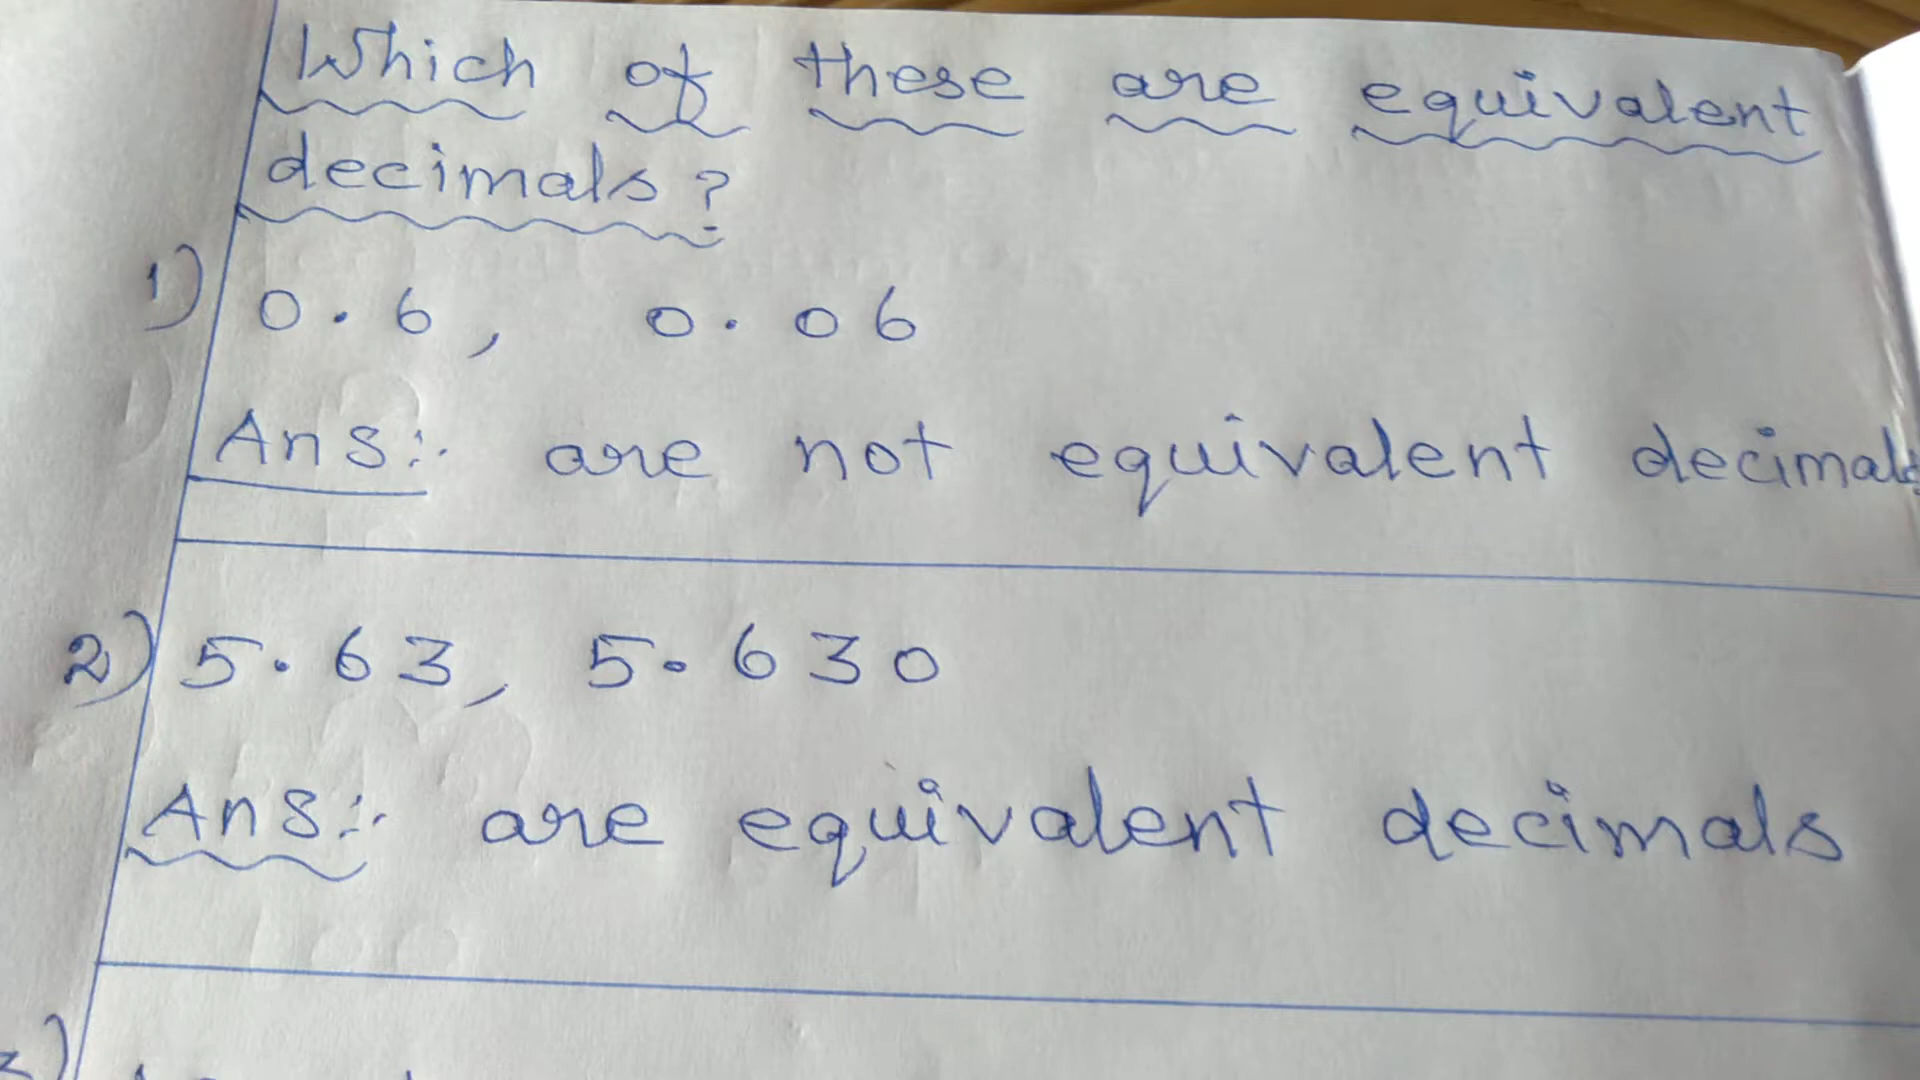 Which of these are equivalent
decimals?
1) 0.6, 0.06
Ans:- are not equivalent decimals
2) 5.63, 5.630
Ans:- are equivalent decimals